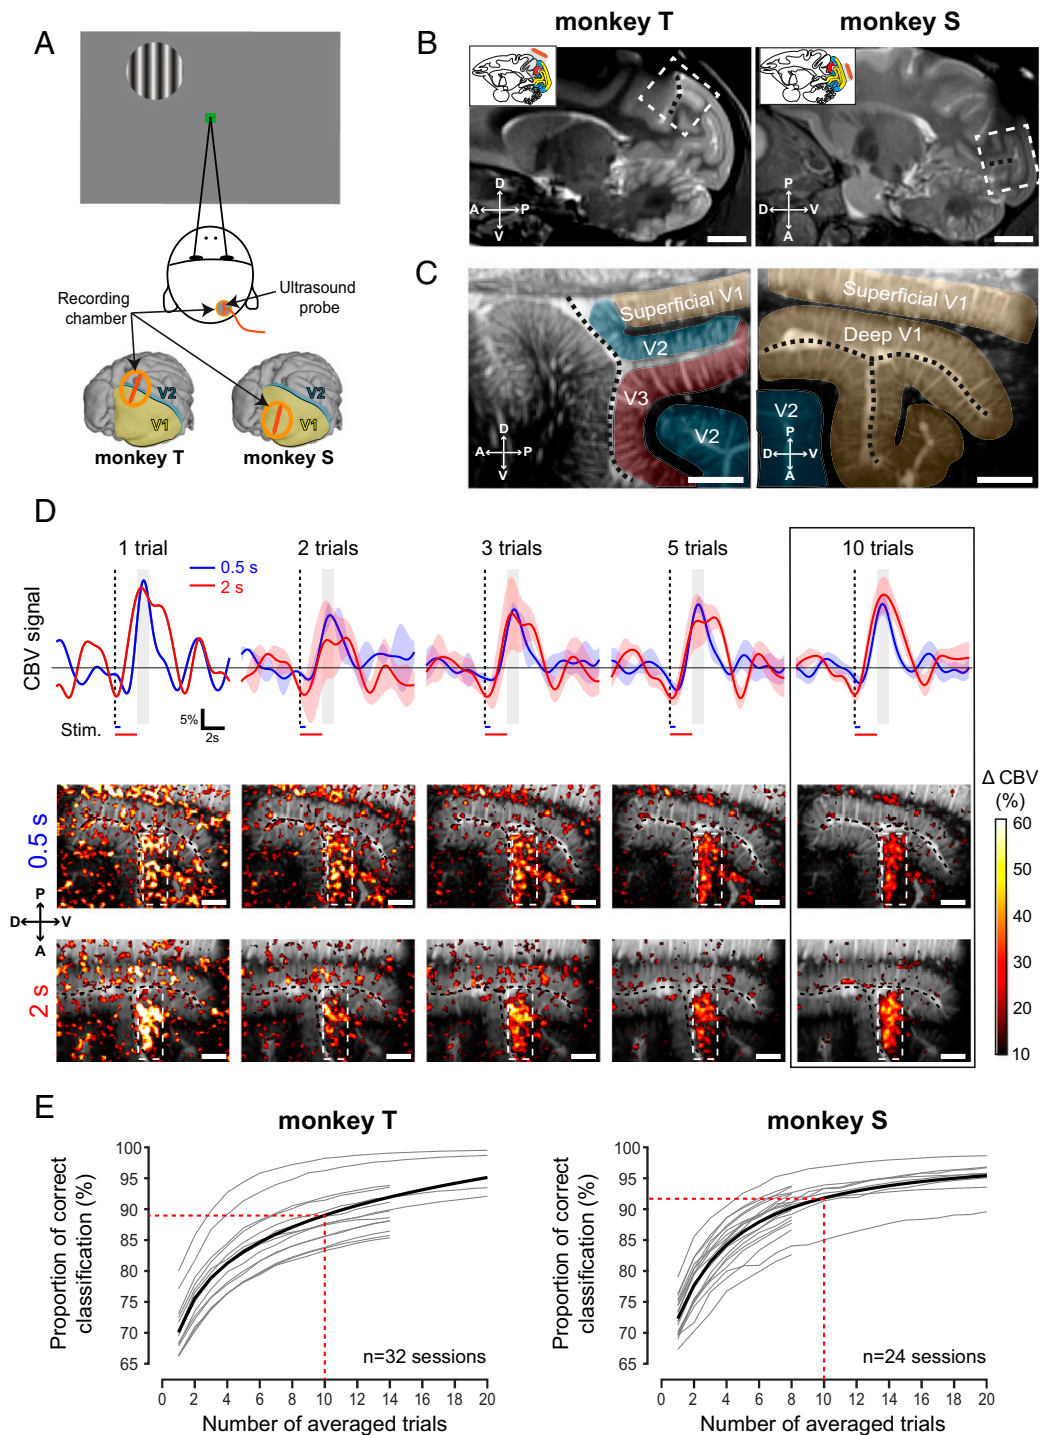 monkey T
monkey S
A
B
Recording
chamber
Ultrasound
probe
V2
V1
V2
V1
monkey T
monkey S
D
A
P
V
P
D
V
A
C
Superficial V1
V2
V3
V2
D
A
P
V
Superficial V1
Deep V1
V2
P
D
V
A
D
1 trial
2 trials
3 trials
5 trials
10 trials
0.5 s
2 s
CBV signal
Stim.
5%
2s
Δ CBV
(%)
60
50
40
30
20
10
0.5 s
P
D
V
A
2 s
E
monkey T
monkey S
Proportion of correct
classification (%)
100
95
90
85
80
75
70
65
n=32 sessions
0 2 4 6 8 10 12 14 16 18 20
Number of averaged trials
Proportion of correct
classification (%)
100
95
90
85
80
75
70
65
n=24 sessions
0 2 4 6 8 10 12 14 16 18 20
Number of averaged trials